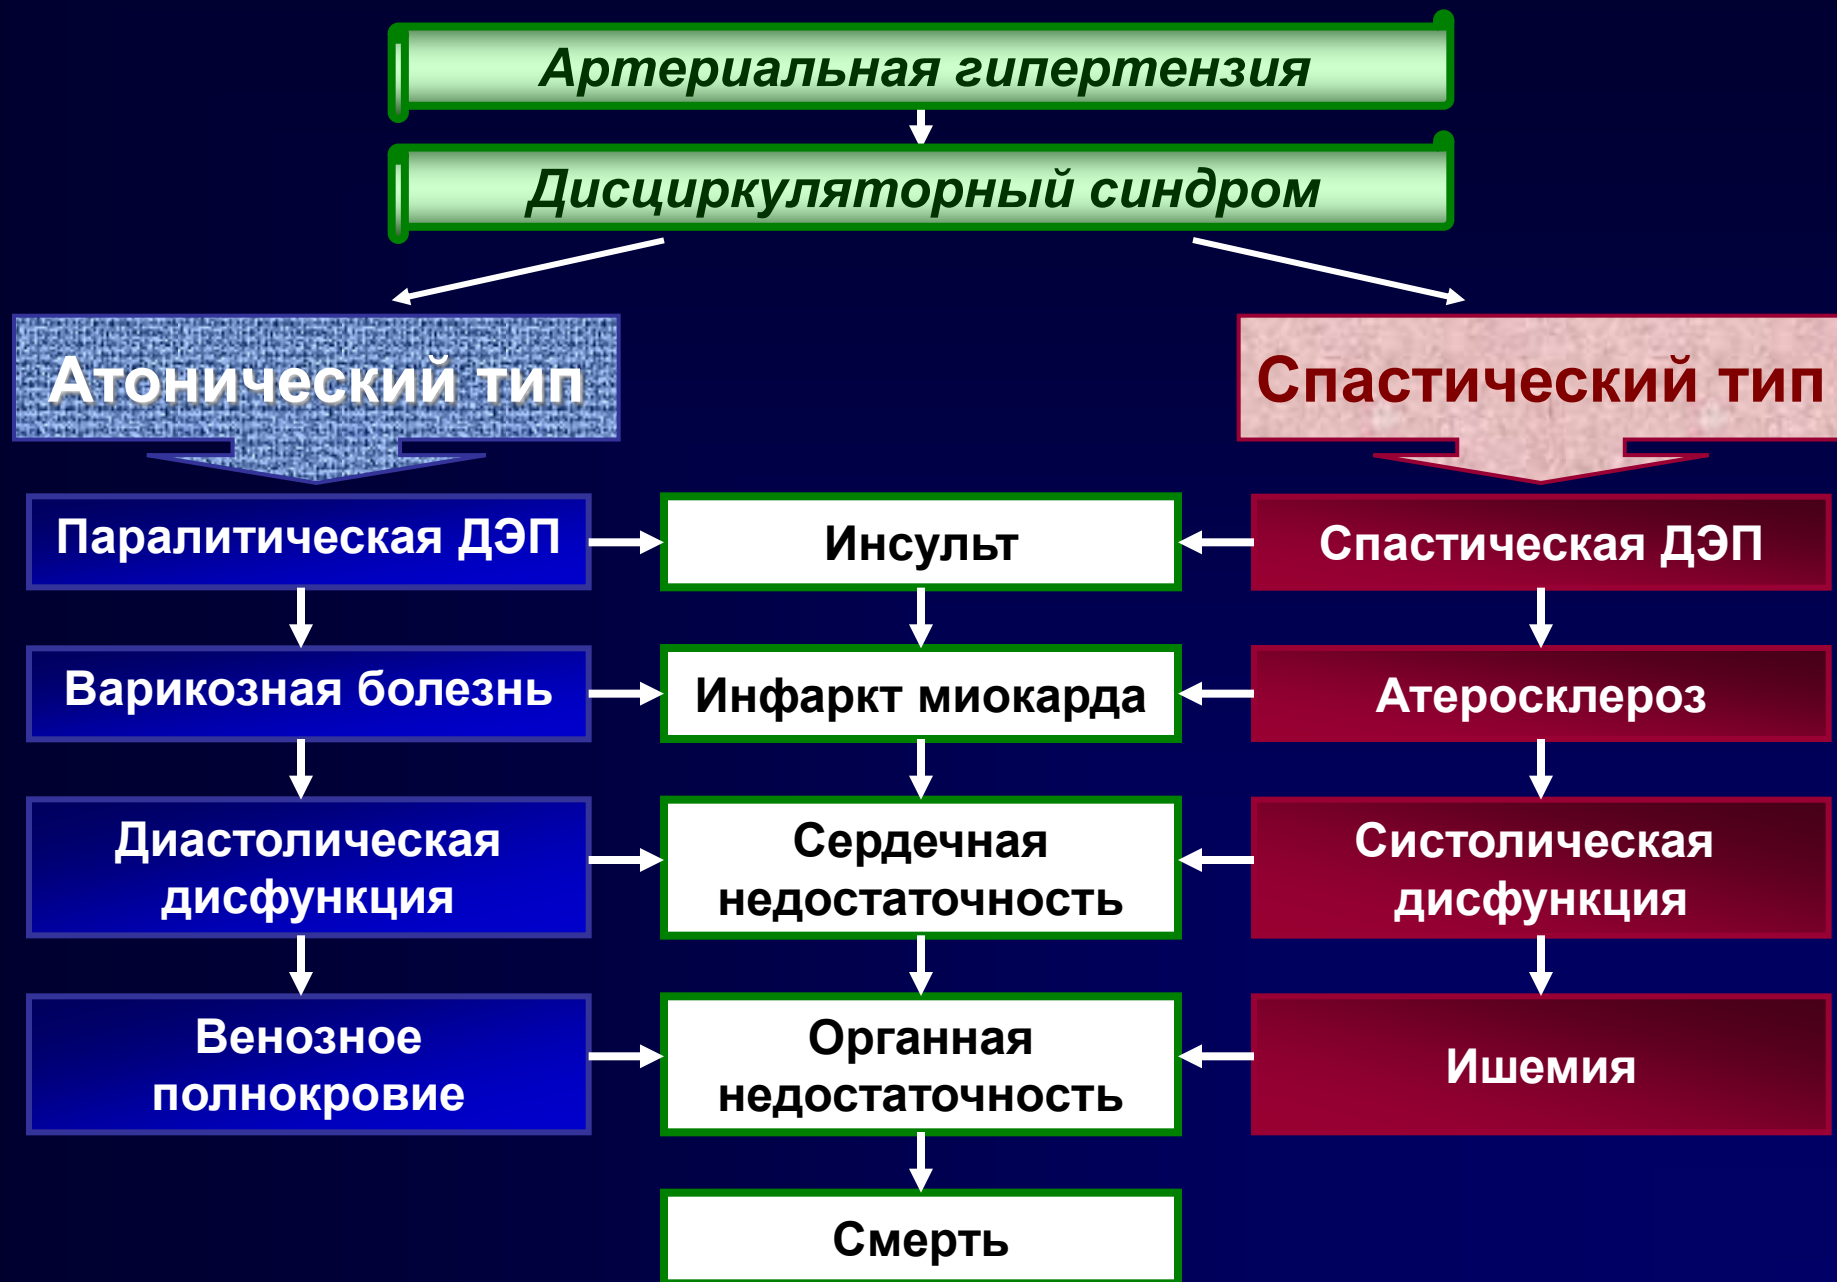 Артериальная гипертензия
Дисциркуляторный синдром
Атонический тип
Спастический тип
Паралитическая ДЭП
Инсульт
Спастическая ДЭП
Варикозная болезнь
Инфаркт миокарда
Атеросклероз
Диастолическая
дисфункция
Сердечная
недостаточность
Систолическая
дисфункция
Венозное
полнокровие
Органная
недостаточность
Ишемия
Смерть